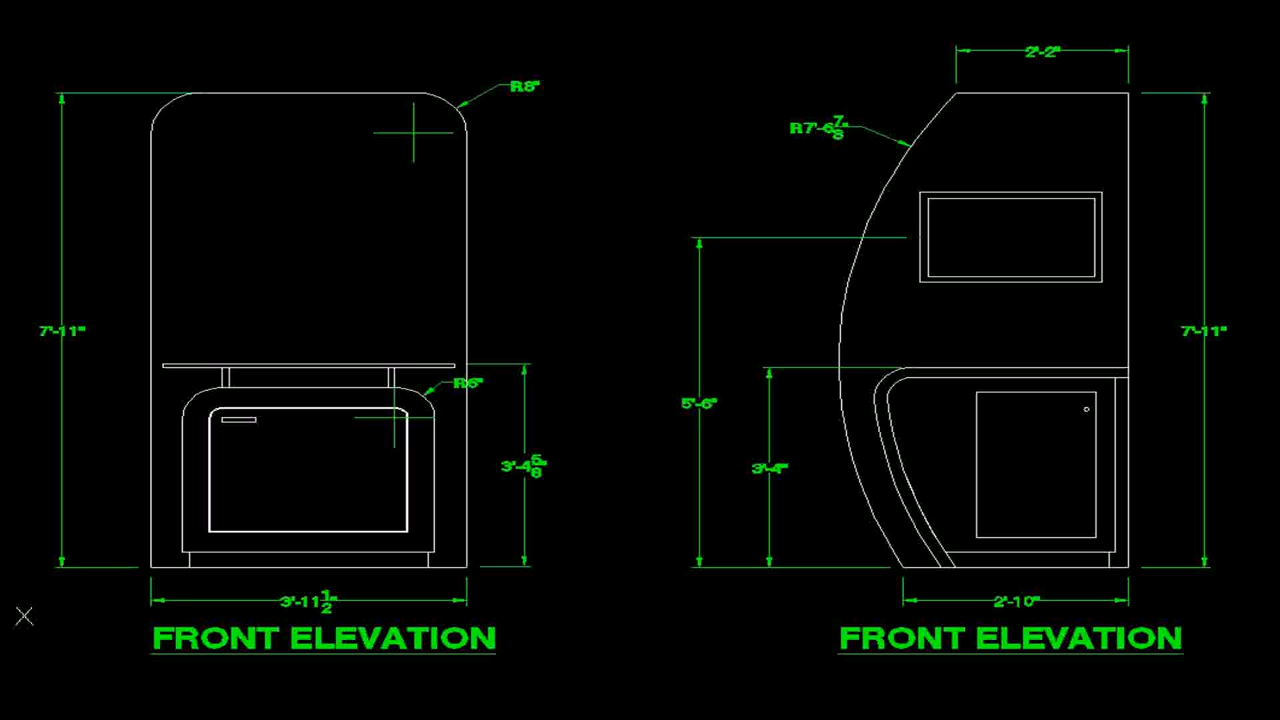 2'-2"
R8"
R7'-6 7/8"
7'-11"
7'-11"
R6"
5'-6"
3'-4 5/8"
3'-4"
3'-11 1/2"
2'-10"
FRONT ELEVATION
FRONT ELEVATION